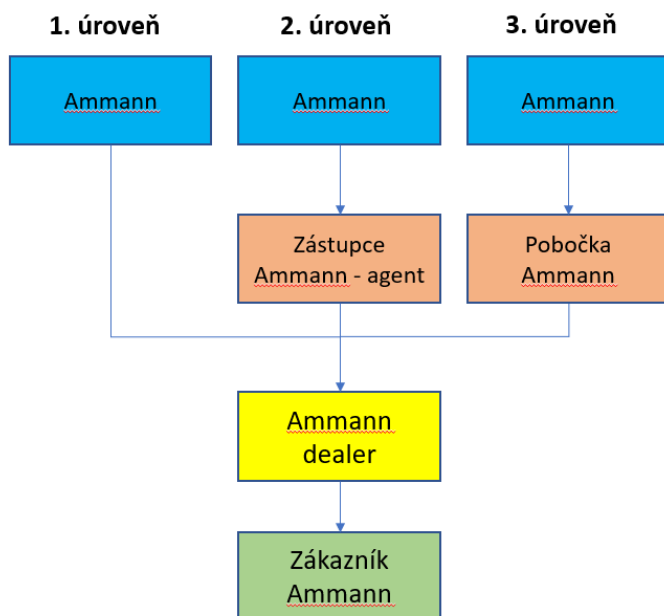 1. úroveň
2. úroveň
3. úroveň
Ammann
Ammann
Ammann
Zástupce
Ammann - agent
Pobočka
Ammann
Ammann
dealer
Zákazník
Ammann